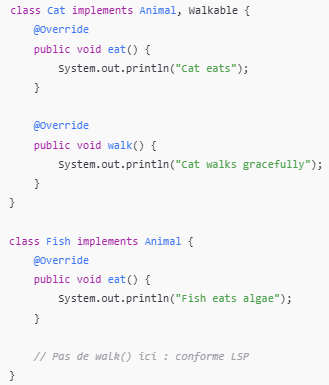 class Cat implements Animal, Walkable {
    @Override
    public void eat() {
        System.out.println("Cat eats");
    }

    @Override
    public void walk() {
        System.out.println("Cat walks gracefully");
    }
}

class Fish implements Animal {
    @Override
    public void eat() {
        System.out.println("Fish eats algae");
    }

    // Pas de walk() ici : conforme LSP
}